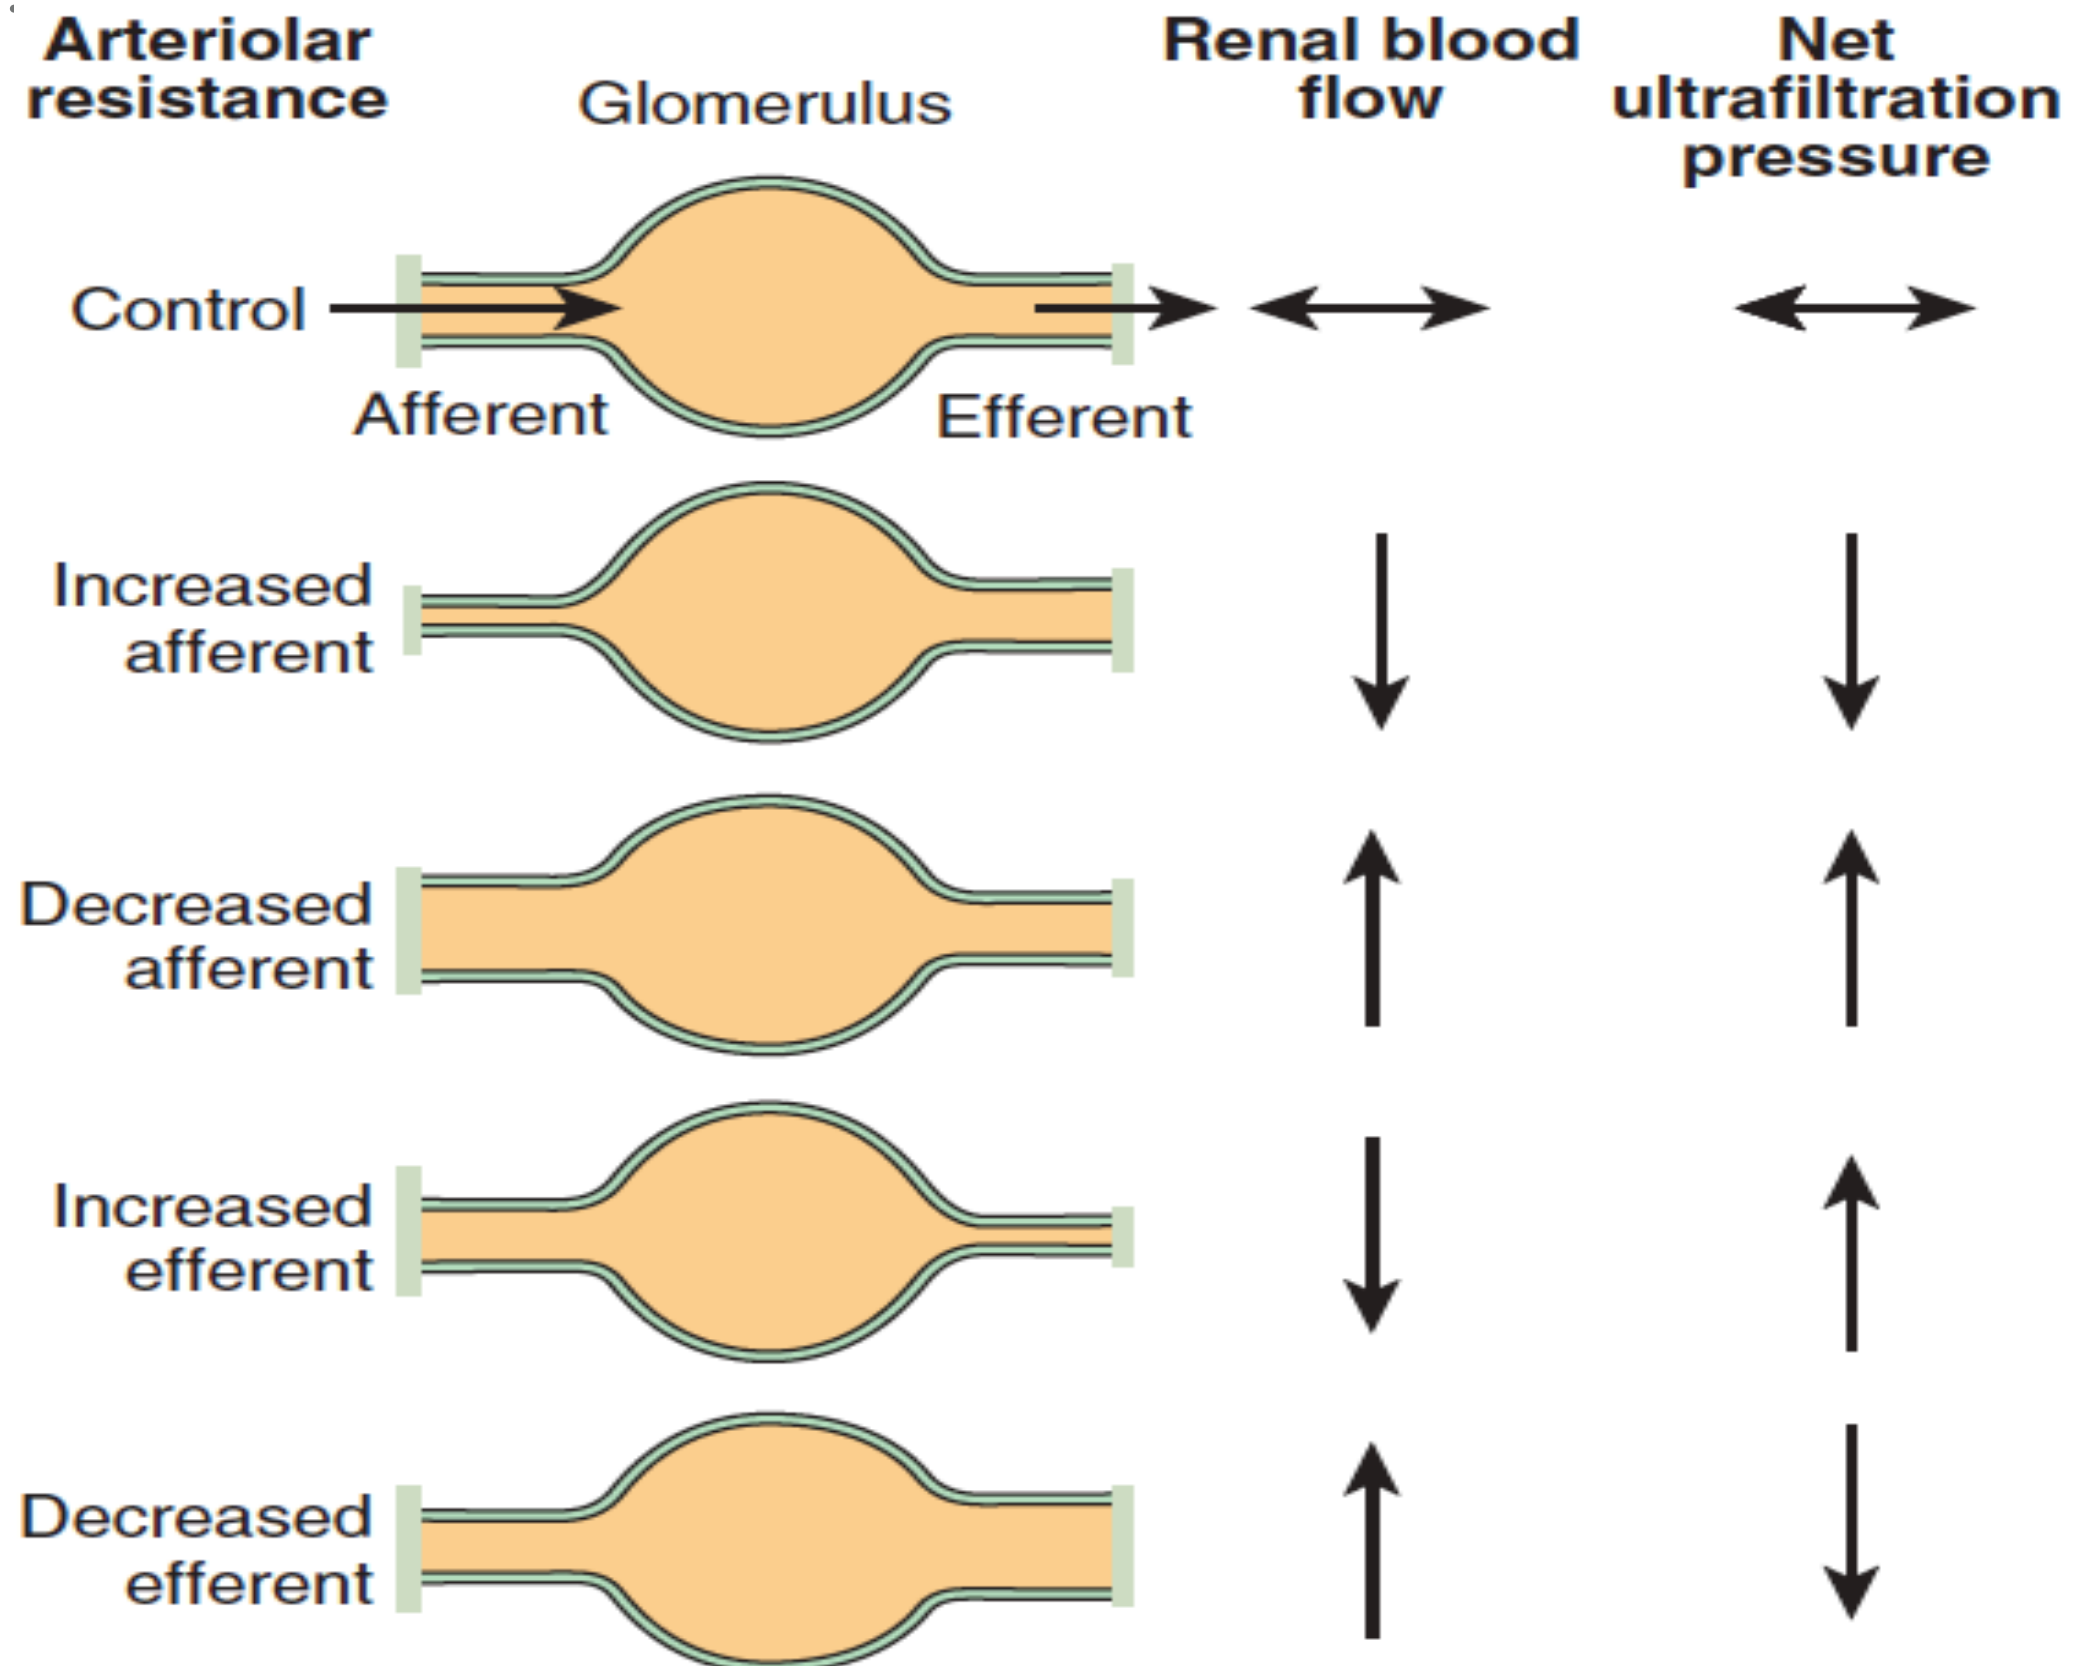 Arteriolar
resistance
Glomerulus
Renal blood
flow
Net
ultrafiltration
pressure
Control
Afferent
Efferent
Increased
afferent
Decreased
afferent
Increased
efferent
Decreased
efferent